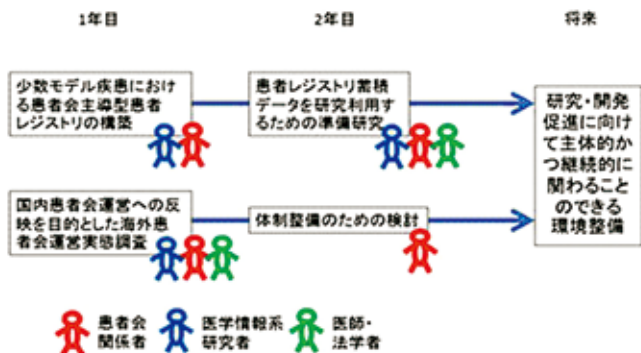 1年目
2年目
将来
少数モデル疾患におけ
る患者会主導型患者
レジストリの構築
患者レジストリ蓄積
データを研究利用す
るための準備研究
研究・開発
促進に向け
て主体的か
つ継続的に
関わること
のできる
環境整備
国内患者会運営への反
映を目的とした海外患
者会運営実態調査
体制整備のための検討
患者会
関係者
医学情報系
研究者
医師・
法学者